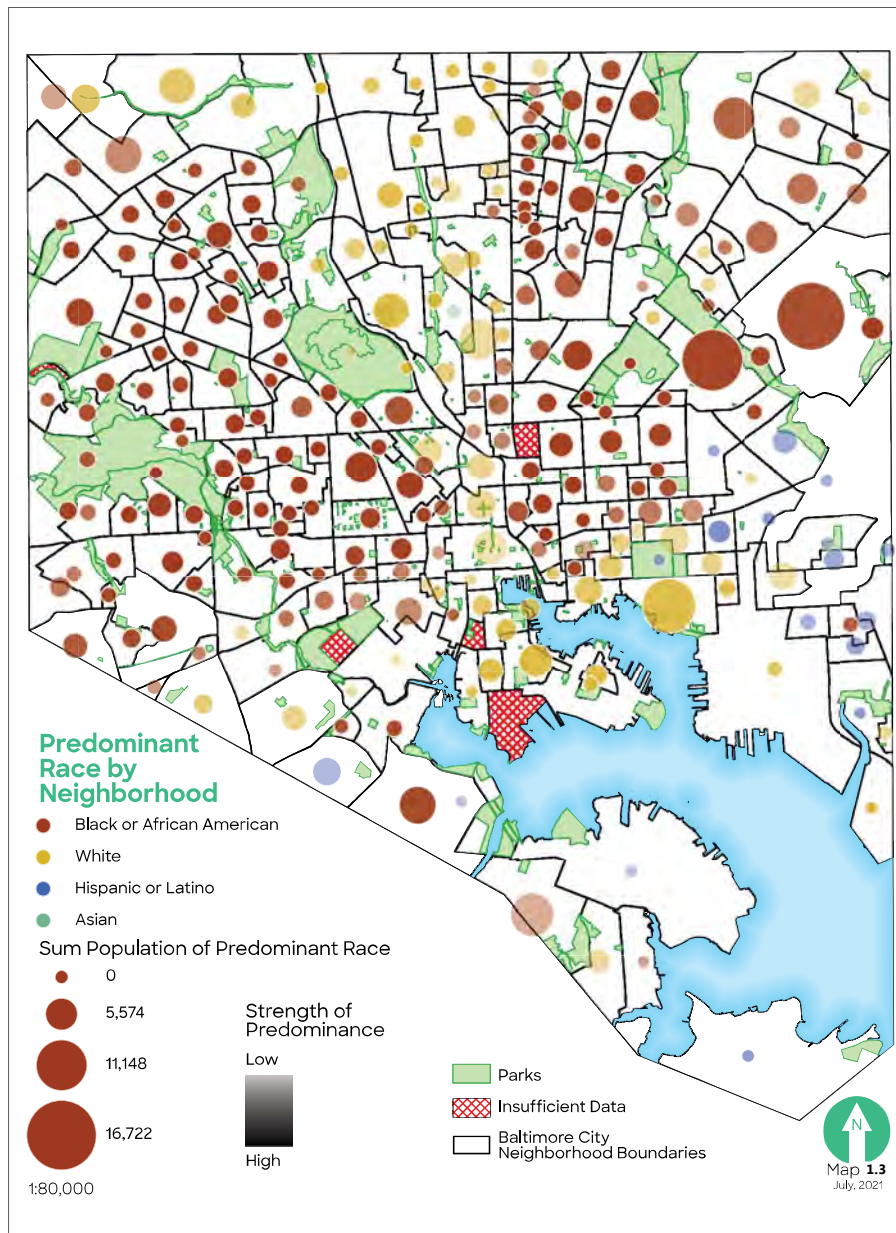 Predominant
Race by
Neighborhood
Black or African American
White
Hispanic or Latino
Asian
Sum Population of Predominant Race
0
5,574
11,148
16,722
1:80,000
Strength of
Predominance
Low
High
Parks
Insufficient Data
Baltimore City
Neighborhood Boundaries
N
Map 1.3
July, 2021